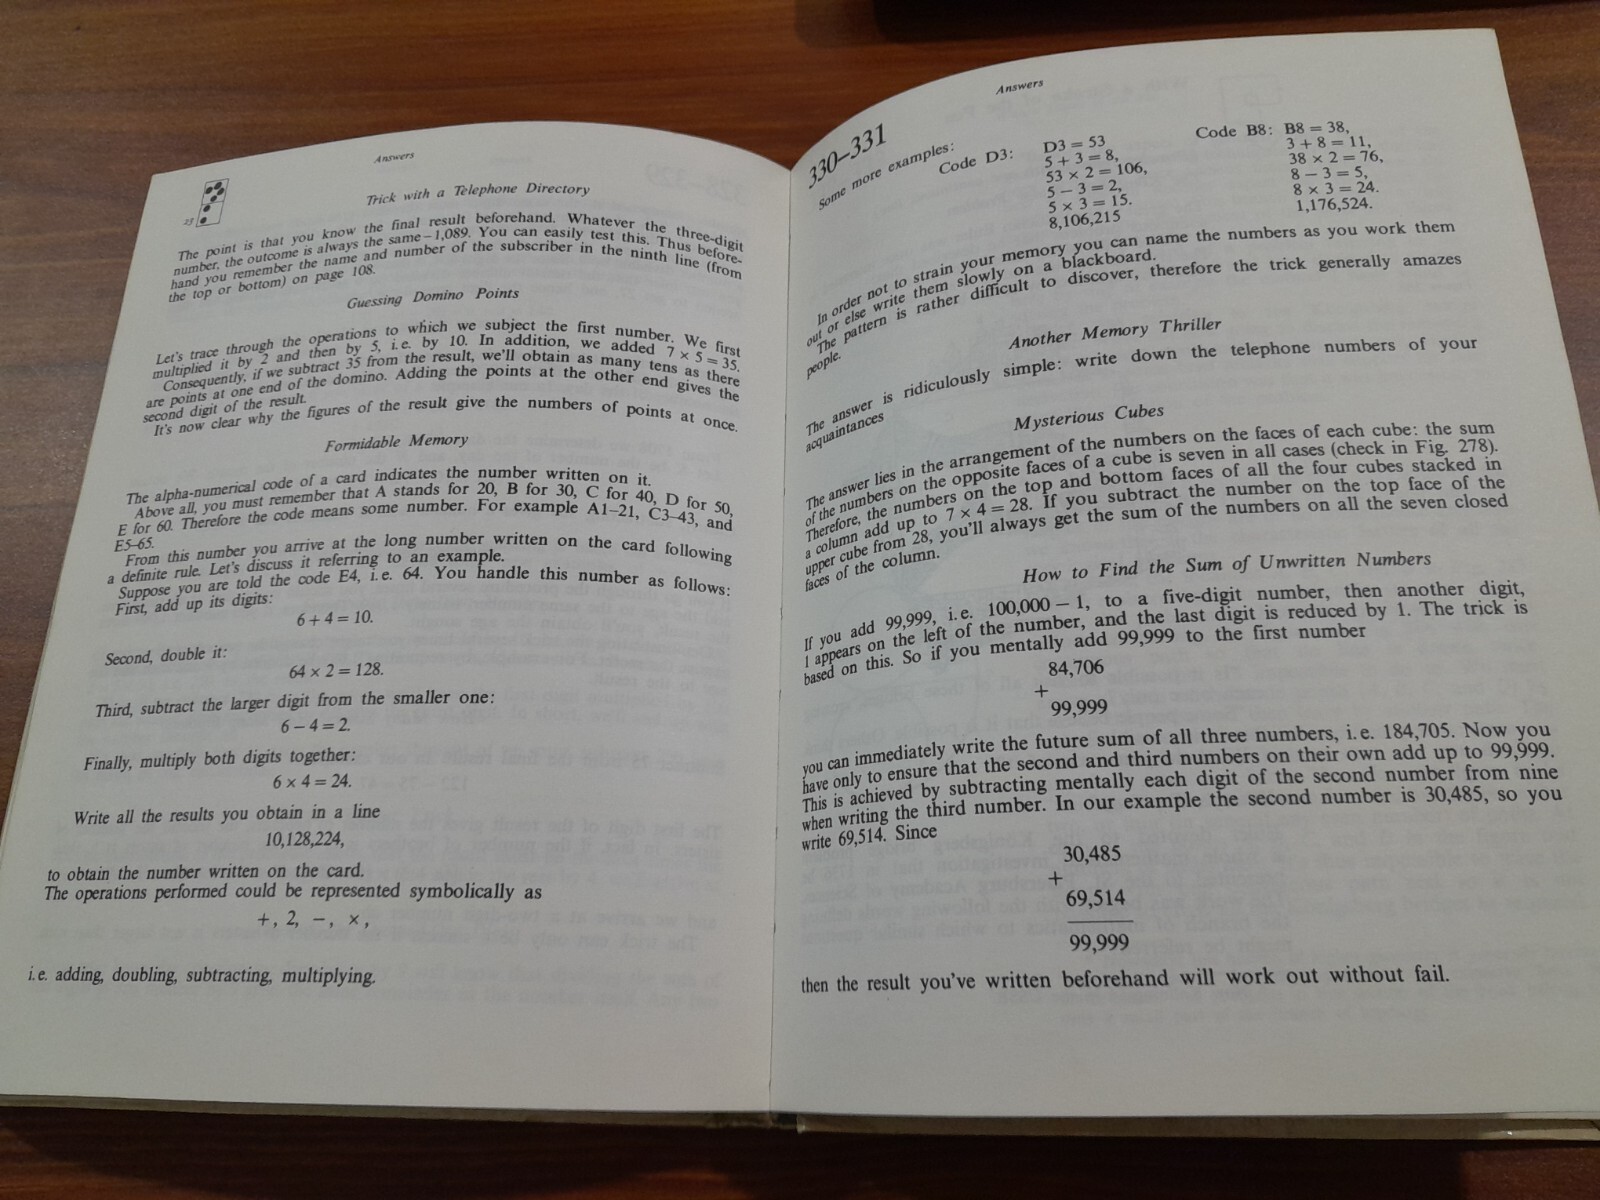 Answers
23
Trick with a Telephone Directory
The point is that you know the final result beforehand. Whatever the three-digit
number, the outcome is always the same–1,089. You can easily test this. Thus before-
hand you remember the name and number of the subscriber in the ninth line (from
the top or bottom) on page 108.
Guessing Domino Points
Let's trace through the operations to which we subject the first number. We first
multiplied it by 2 and then by 5, i.e. by 10. In addition, we added 7 × 5 = 35.
Consequently, if we subtract 35 from the result, we'll obtain as many tens as there
are points at one end of the domino. Adding the points at the other end gives the
second digit of the result.
It's now clear why the figures of the result give the numbers of points at once.
Formidable Memory
The alpha-numerical code of a card indicates the number written on it.
Above all, you must remember that A stands for 20, B for 30, C for 40, D for 50,
E for 60. Therefore the code means some number. For example A1–21, C3–43, and
E5–65.
From this number you arrive at the long number written on the card following
a definite rule. Let's discuss it referring to an example.
Suppose you are told the code E4, i.e. 64. You handle this number as follows:
First, add up its digits:
6 + 4 = 10.
Second, double it:
64 × 2 = 128.
Third, subtract the larger digit from the smaller one:
6 – 4 = 2.
Finally, multiply both digits together:
6 × 4 = 24.
Write all the results you obtain in a line
10,128,224,
to obtain the number written on the card.
The operations performed could be represented symbolically as
+, 2, –, ×,
i.e. adding, doubling, subtracting, multiplying.
Answers
330–331
Some more examples:
Code D3: D3 = 53
5 + 3 = 8,
53 × 2 = 106,
5 – 3 = 2,
5 × 3 = 15.
8,106,215
Code B8: B8 = 38,
3 + 8 = 11,
38 × 2 = 76,
8 – 3 = 5,
8 × 3 = 24.
1,176,524.
In order not to strain your memory you can name the numbers as you work them
out or else write them slowly on a blackboard.
The pattern is rather difficult to discover, therefore the trick generally amazes
people.
Another Memory Thriller
The answer is ridiculously simple: write down the telephone numbers of your
acquaintances
Mysterious Cubes
The answer lies in the arrangement of the numbers on the faces of each cube: the sum
of the numbers on the opposite faces of a cube is seven in all cases (check in Fig. 278).
Therefore, the numbers on the top and bottom faces of all the four cubes stacked in
a column add up to 7 × 4 = 28. If you subtract the number on the top face of the
upper cube from 28, you'll always get the sum of the numbers on all the seven closed
faces of the column.
How to Find the Sum of Unwritten Numbers
If you add 99,999, i.e. 100,000 – 1, to a five-digit number, then another digit,
1 appears on the left of the number, and the last digit is reduced by 1. The trick is
based on this. So if you mentally add 99,999 to the first number
84,706
+
99,999
you can immediately write the future sum of all three numbers, i.e. 184,705. Now you
have only to ensure that the second and third numbers on their own add up to 99,999.
This is achieved by subtracting mentally each digit of the second number from nine
when writing the third number. In our example the second number is 30,485, so you
write 69,514. Since
30,485
+
69,514
99,999
then the result you've written beforehand will work out without fail.